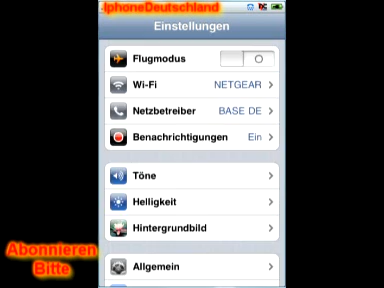 IphoneDeutschland
Einstellungen
Flugmodus
Wi-Fi NETGEAR
Netzbetreiber BASE DE
Benachrichtigungen Ein
Töne
Helligkeit
Hintergrundbild
Allgemein
Abonnieren
Bitte